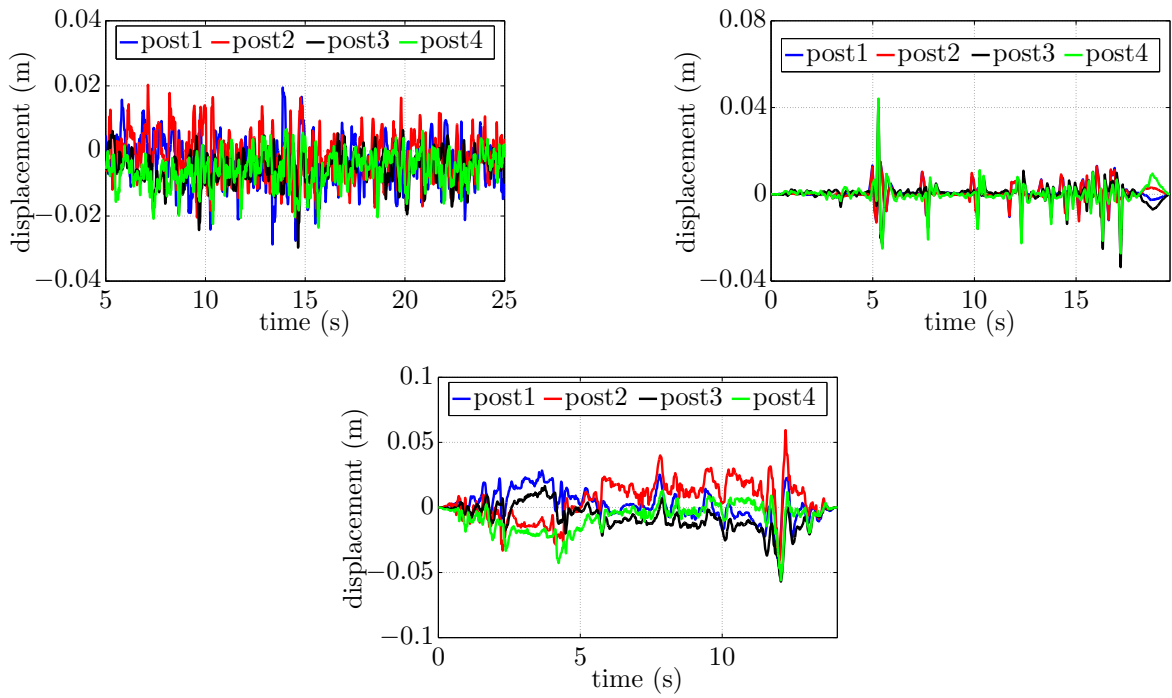 0.04
post1 post2 post3 post4
0.02
0
−0.02
−0.04
displacement (m)
5 10 15 20 25
time (s)
0.08
post1 post2 post3 post4
0.04
0
−0.04
displacement (m)
0 5 10 15
time (s)
0.1
post1 post2 post3 post4
0.05
0
−0.05
−0.1
displacement (m)
0 5 10
time (s)